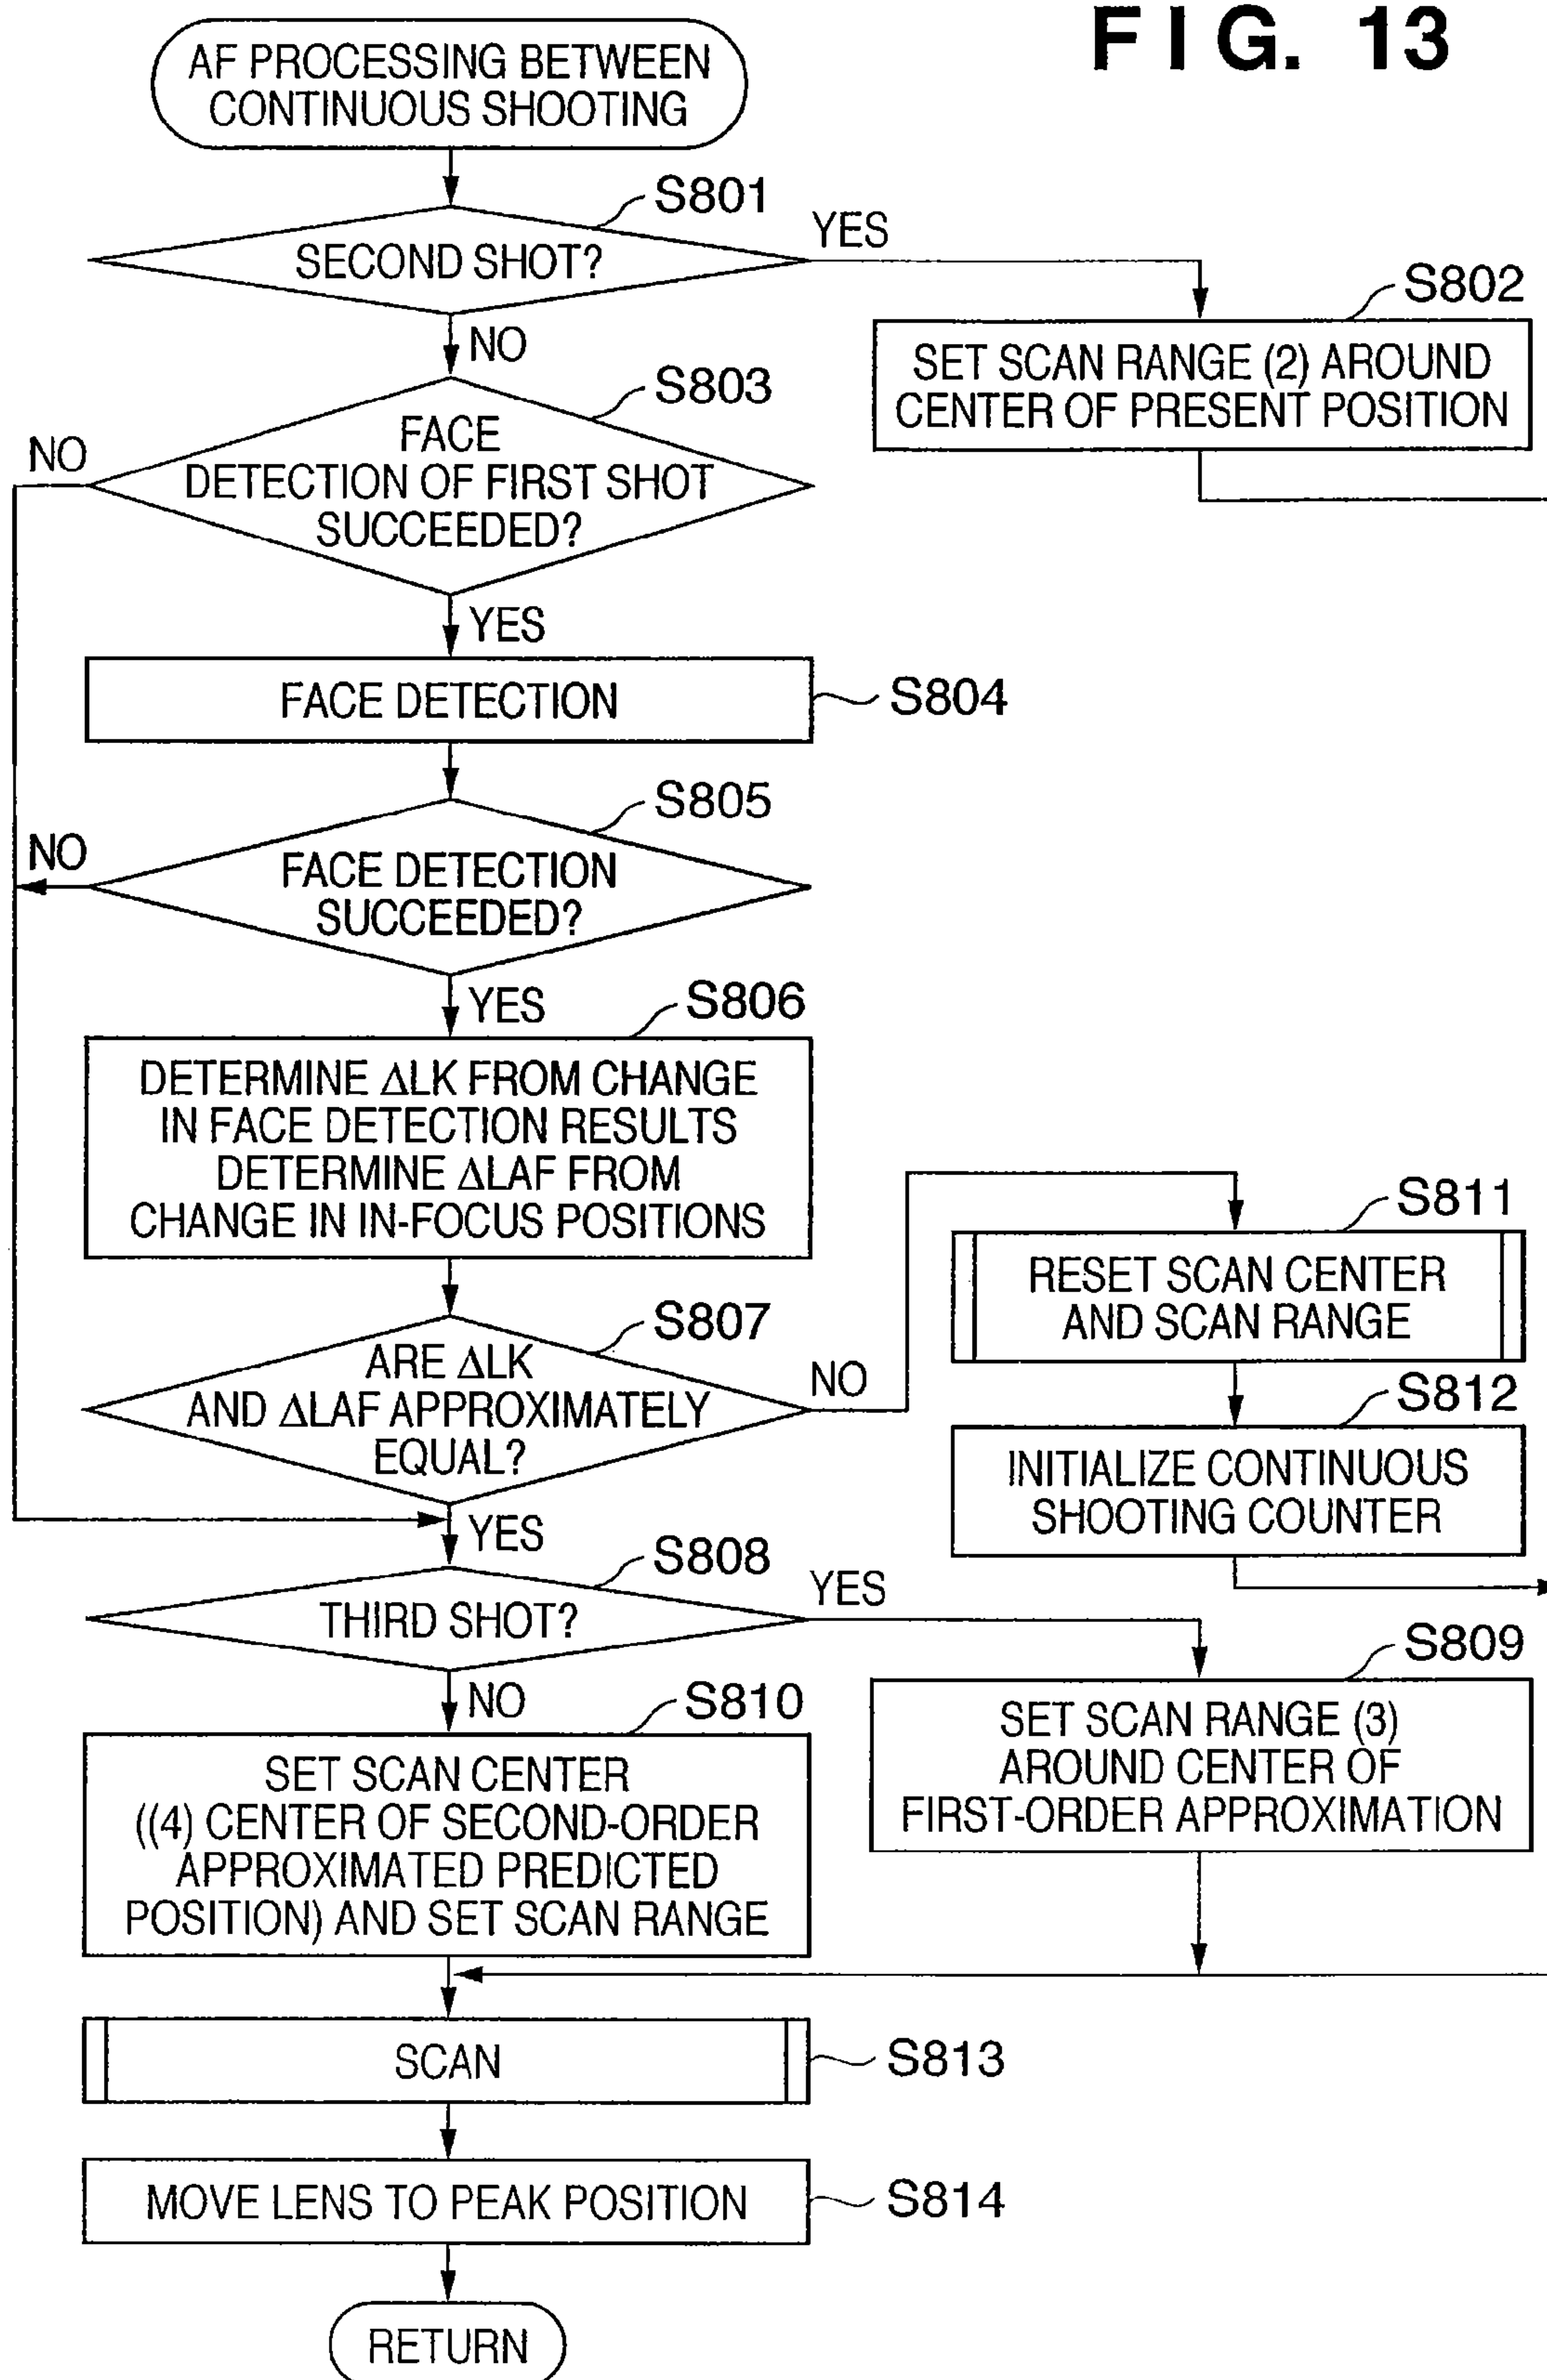 FIG. 13
AF PROCESSING BETWEEN
CONTINUOUS SHOOTING
S801
SECOND SHOT?
YES
NO
S802
SET SCAN RANGE (2) AROUND
CENTER OF PRESENT POSITION
S803
FACE
DETECTION OF FIRST SHOT
SUCCEEDED?
NO
YES
FACE DETECTION
S804
S805
FACE DETECTION
SUCCEEDED?
NO
YES
S806
DETERMINE ΔLK FROM CHANGE
IN FACE DETECTION RESULTS
DETERMINE ΔLAF FROM
CHANGE IN IN-FOCUS POSITIONS
S807
ARE ΔLK
AND ΔLAF APPROXIMATELY
EQUAL?
NO
YES
S811
RESET SCAN CENTER
AND SCAN RANGE
S812
INITIALIZE CONTINUOUS
SHOOTING COUNTER
S808
THIRD SHOT?
YES
NO
S809
SET SCAN RANGE (3)
AROUND CENTER OF
FIRST-ORDER APPROXIMATION
S810
SET SCAN CENTER
((4) CENTER OF SECOND-ORDER
APPROXIMATED PREDICTED
POSITION) AND SET SCAN RANGE
SCAN
S813
MOVE LENS TO PEAK POSITION
S814
RETURN